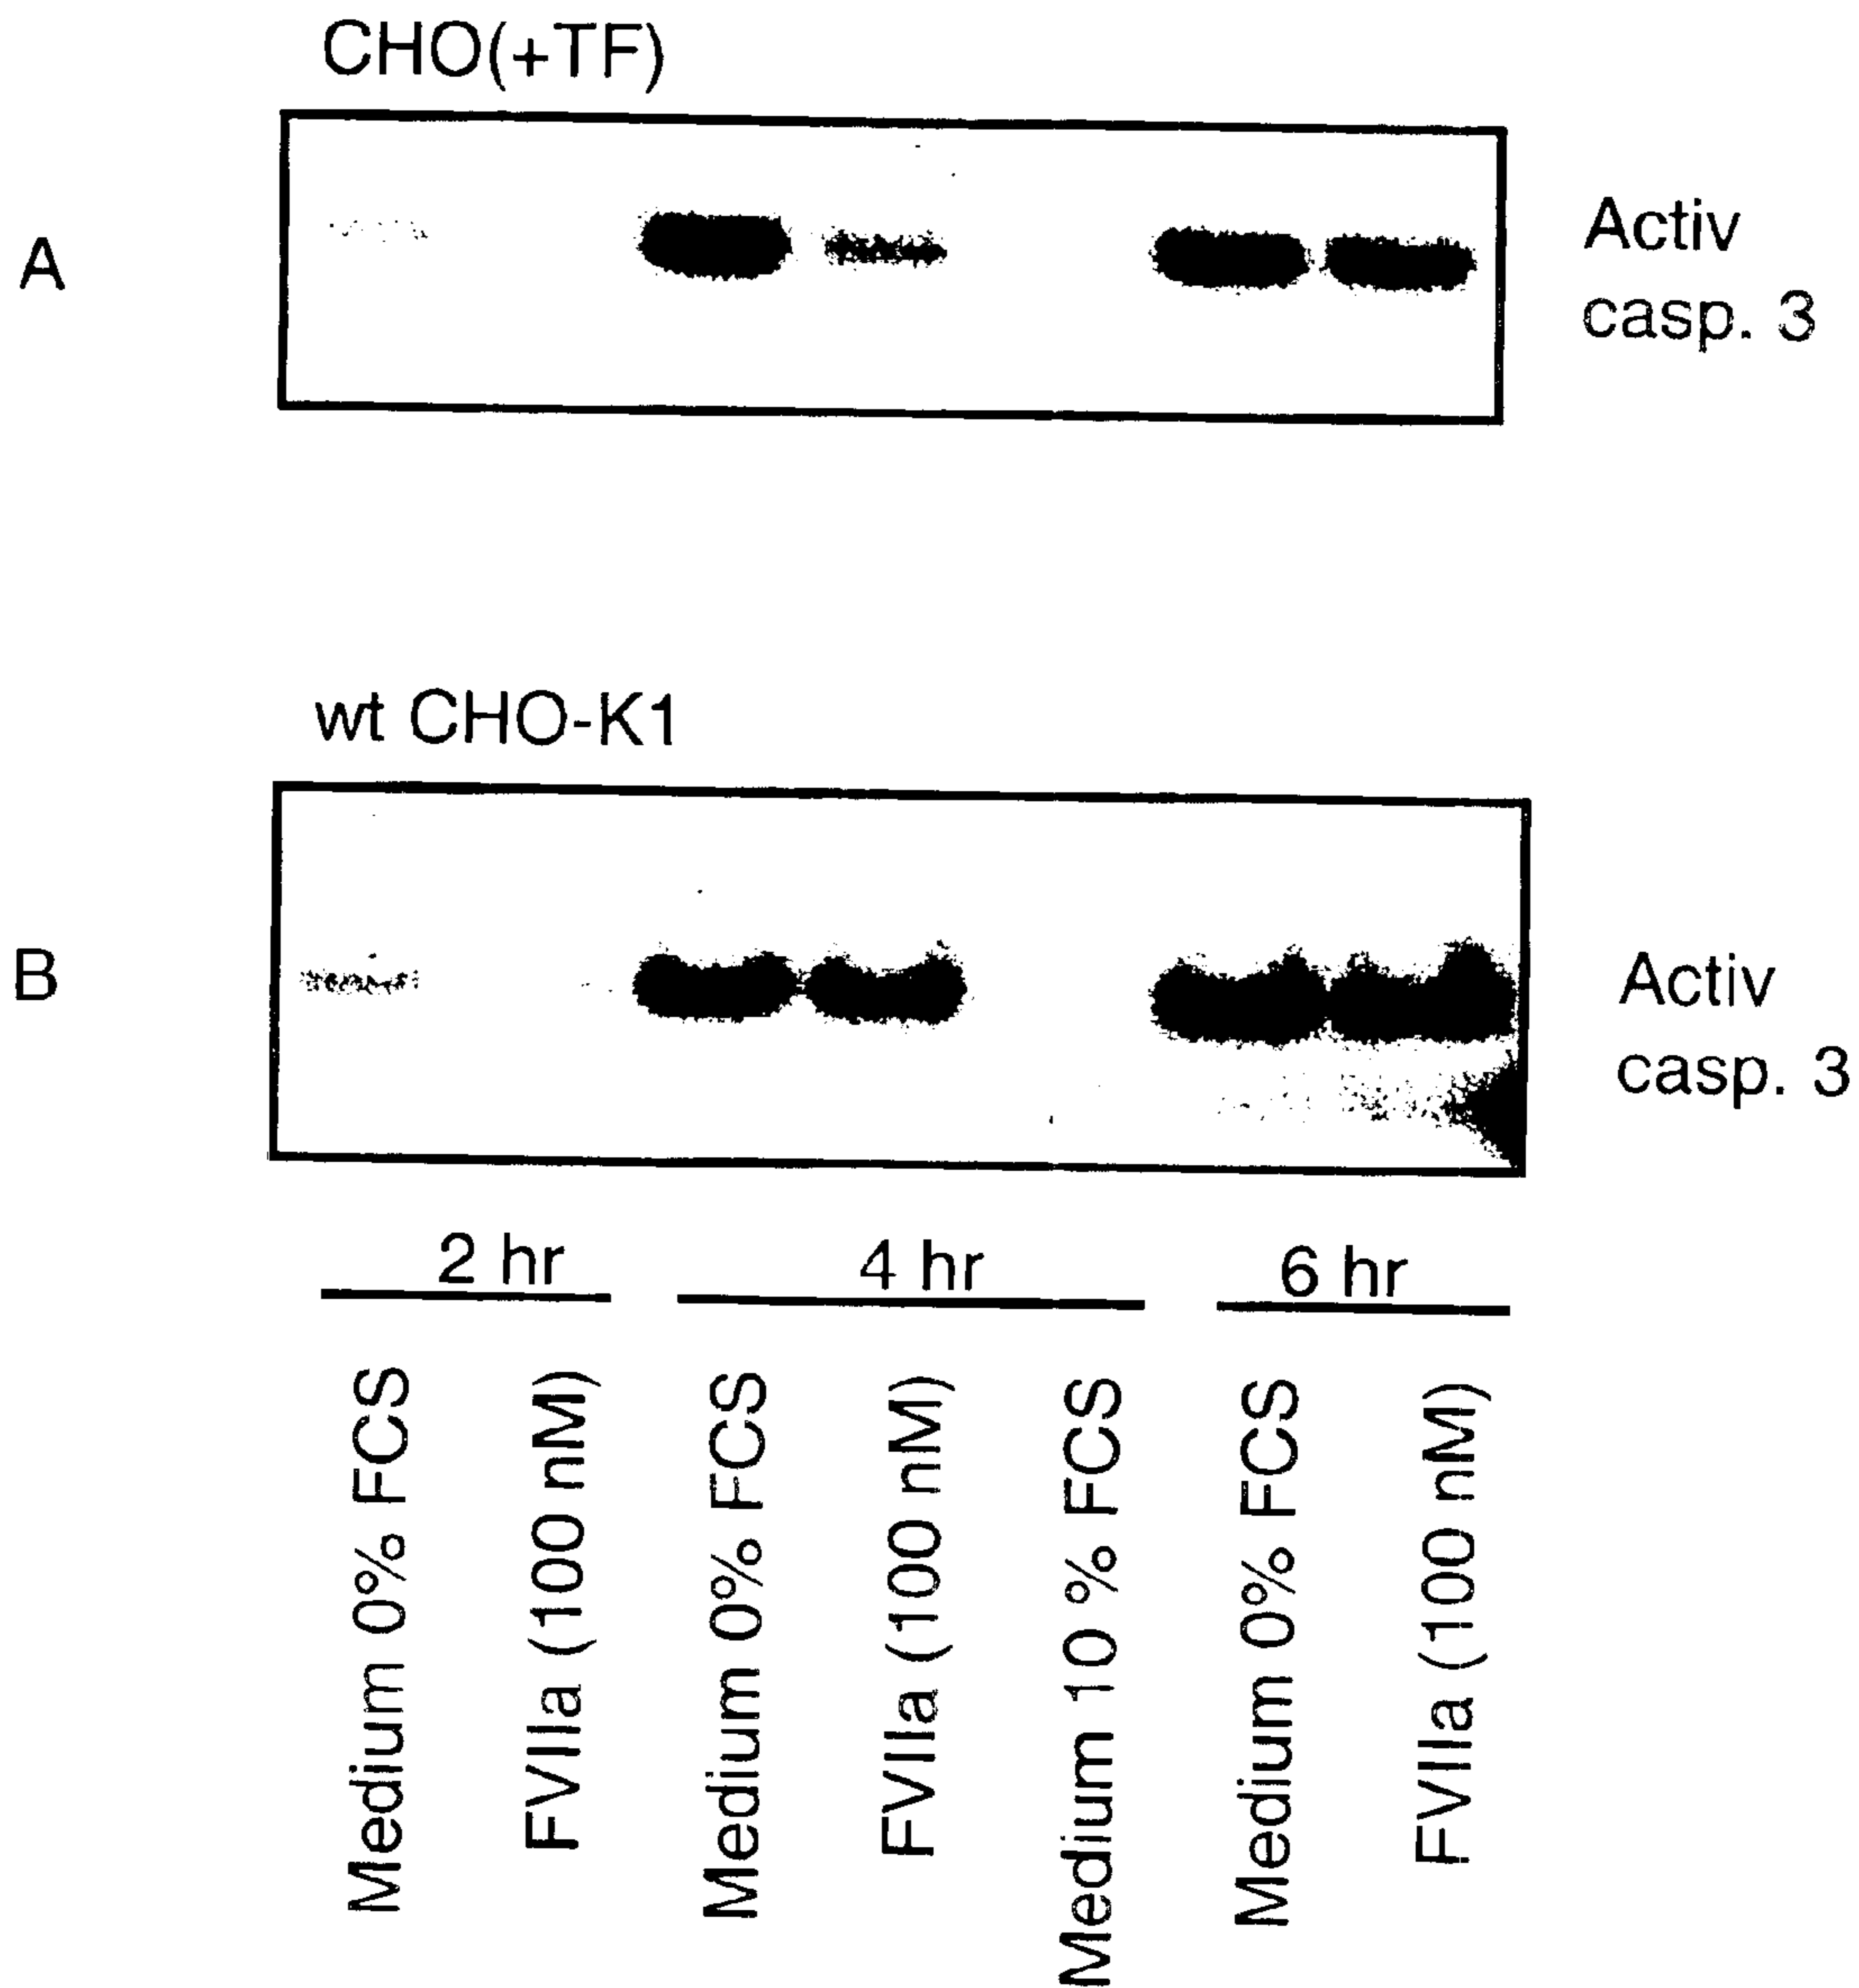 CHO(+TF)
A
Activ
casp. 3
wt CHO-K1
B
Activ
casp. 3
2 hr
4 hr
6 hr
Medium 0% FCS
FVIIa (100 nM)
Medium 0% FCS
FVIIa (100 nM)
Medium 10 % FCS
Medium 0% FCS
FVIIa (100 nM)